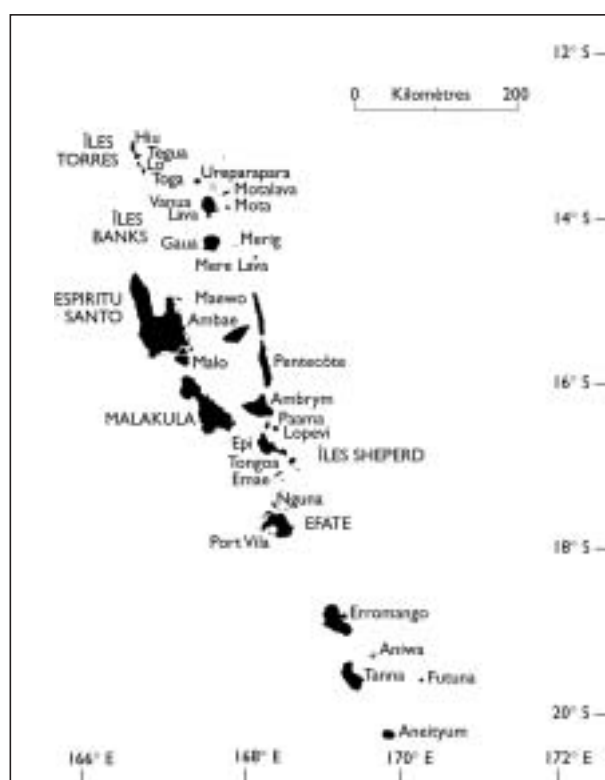 12° S
0 Kilomètres 200
Hiu
ÎLES
TORRES
Tegua
Lo
Toga
Ureparapara
Motalava
Vanua
Lava
Mota
14° S
ÎLES
BANKS
Gaua
Merig
Mere Lava
ESPIRITU
SANTO
Maewo
Ambae
Malo
Pentecôte
16° S
Ambrym
MALAKULA
Paama
Lopevi
Epi
ÎLES SHEPERD
Tongoa
Emae
Nguna
EFATE
Port Vila
18° S
Erromango
Aniwa
Tanna
Futuna
20° S
Aneityum
166° E
168° E
170° E
172° E